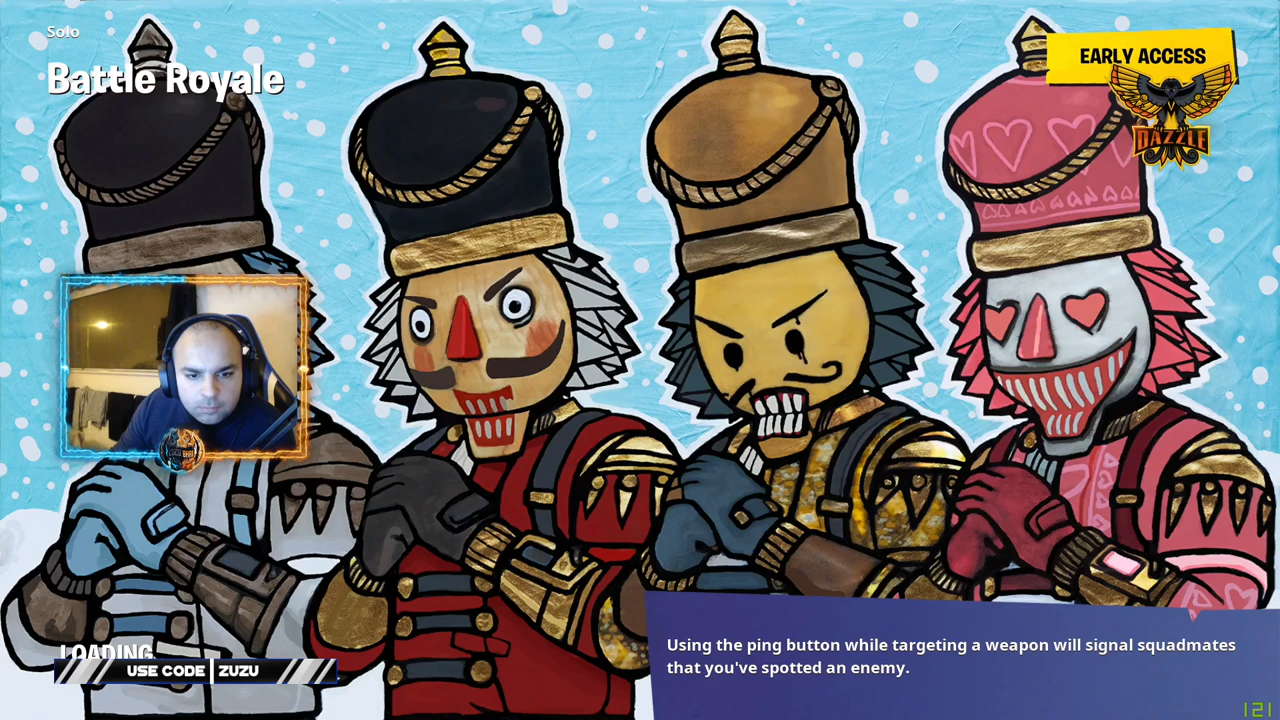 Solo
Battle Royale
EARLY ACCESS
DAZZLE
LOADING
USE CODE ZUZU
Using the ping button while targeting a weapon will signal squadmates
that you've spotted an enemy.
121